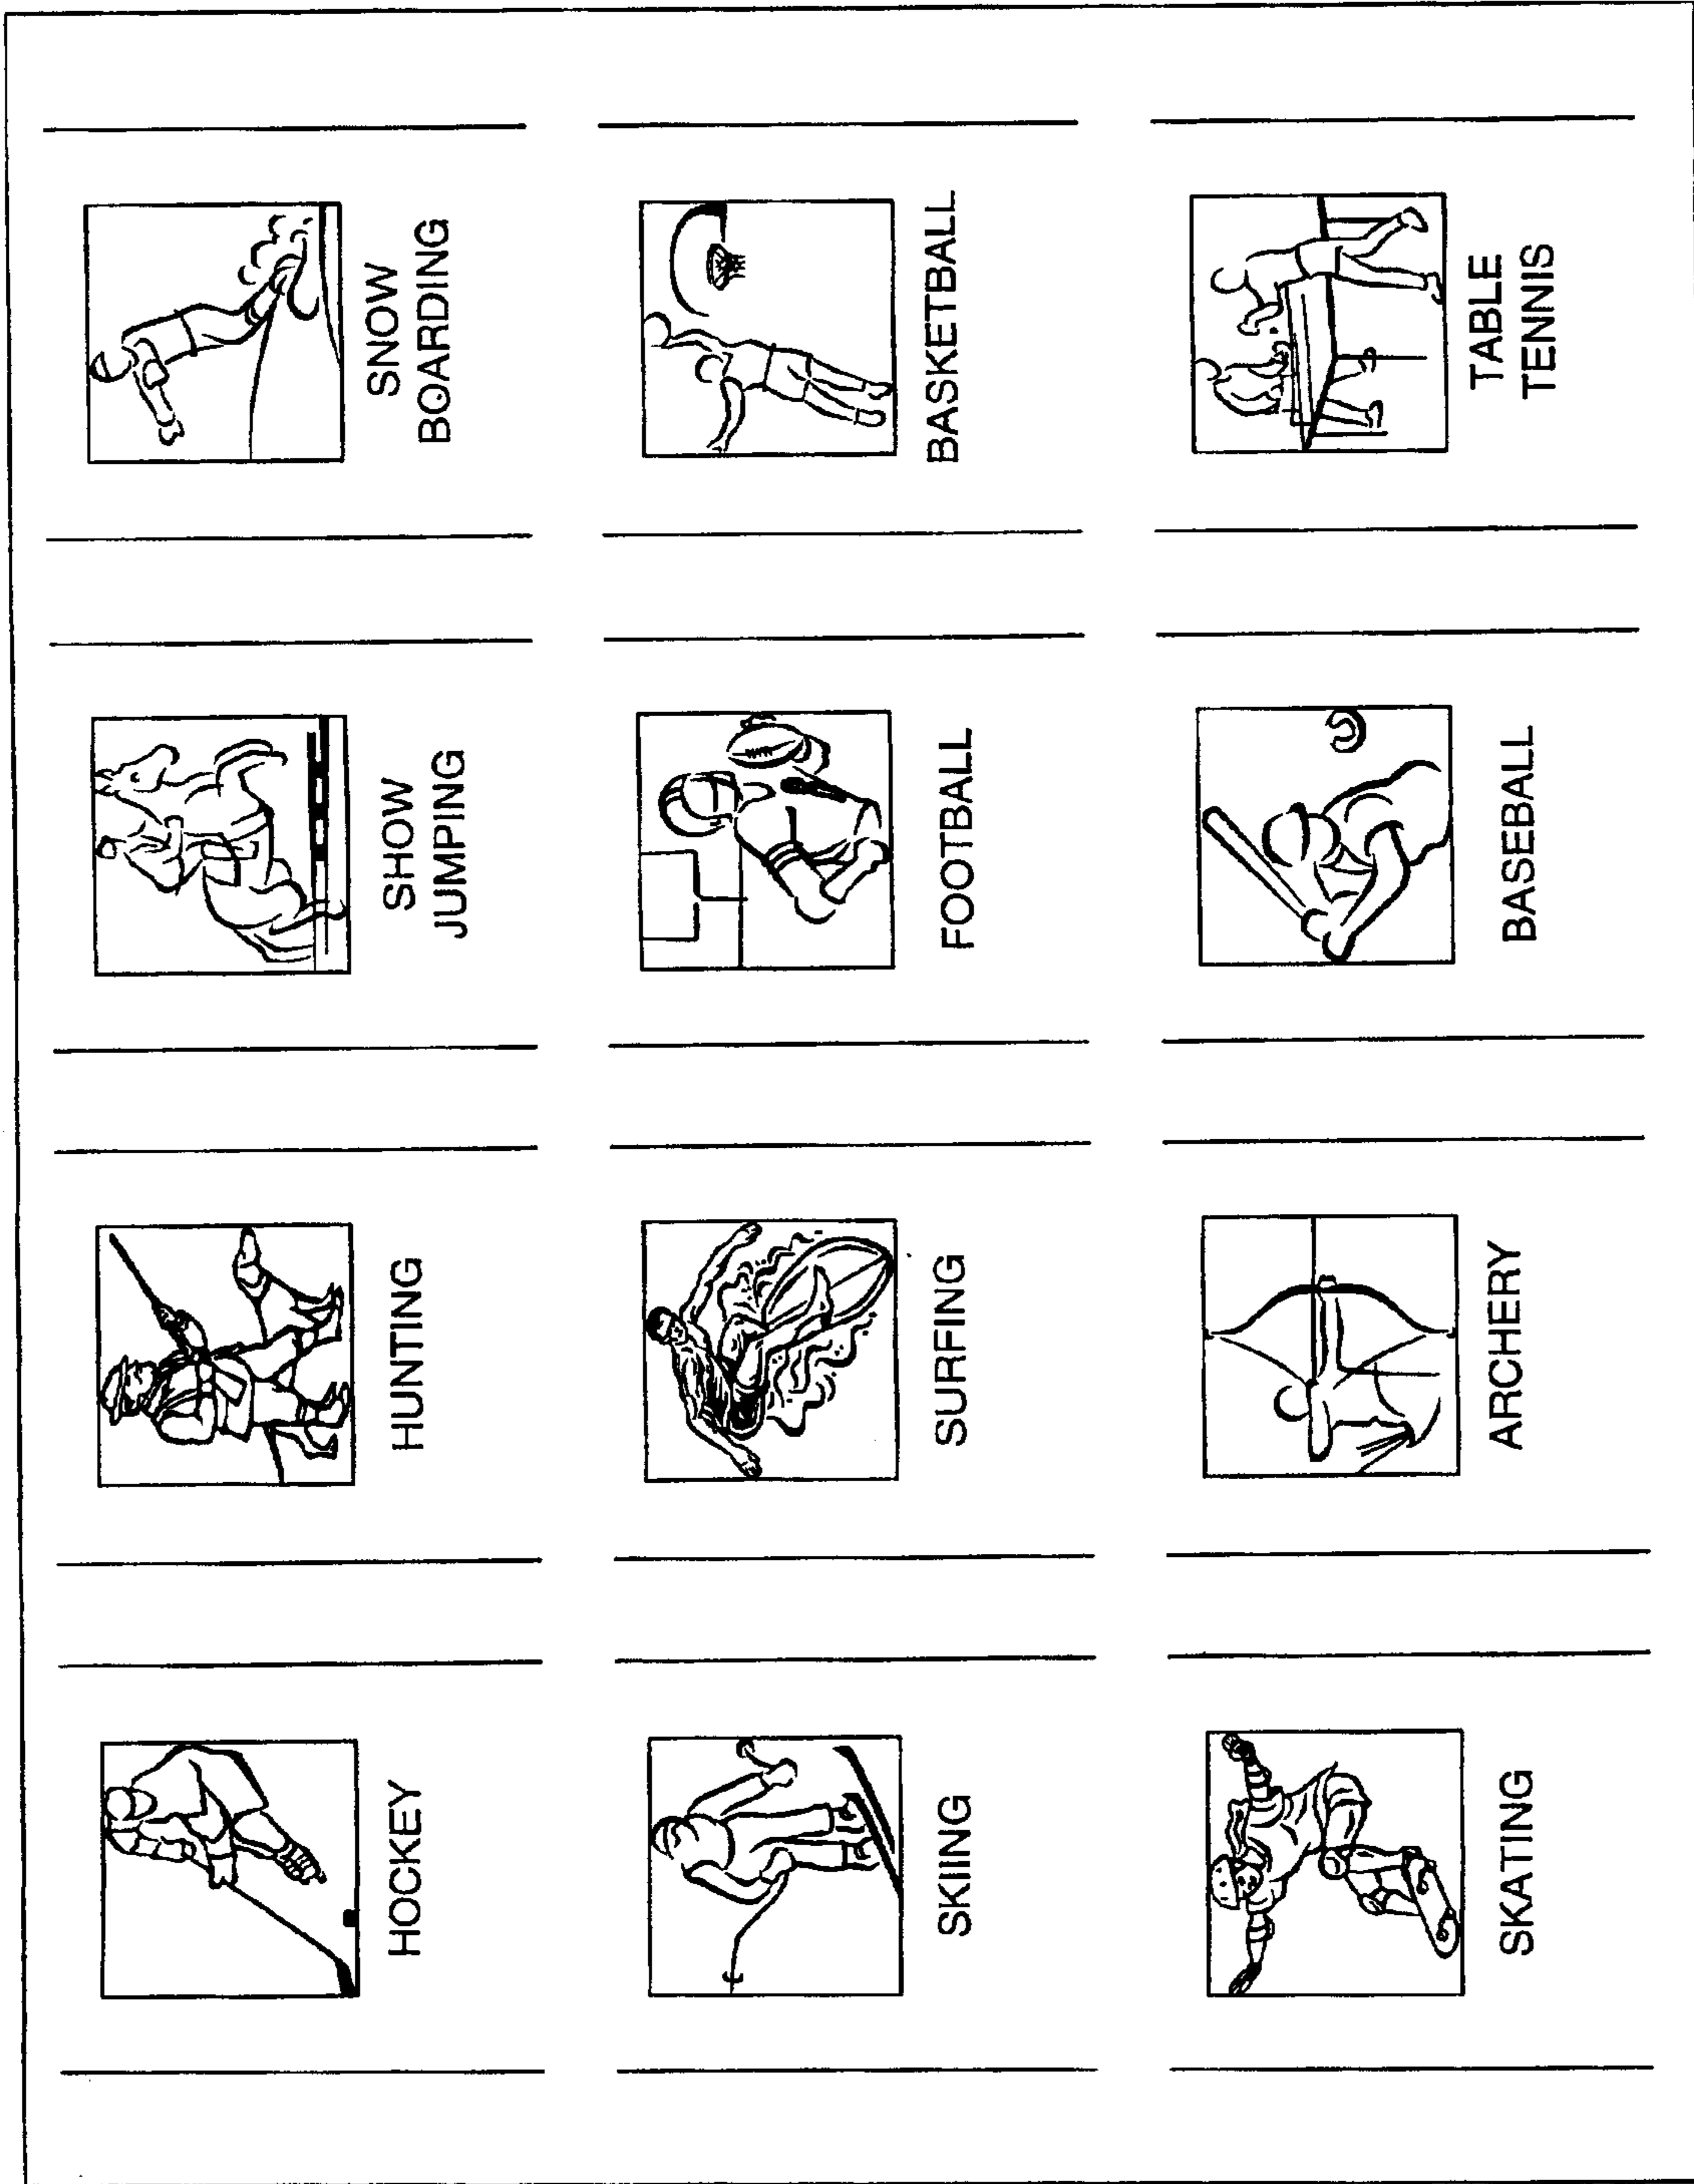 HOCKEY
HUNTING
SHOW
JUMPING
SNOW
BOARDING
SKIING
SURFING
FOOTBALL
BASKETBALL
SKATING
ARCHERY
BASEBALL
TABLE
TENNIS